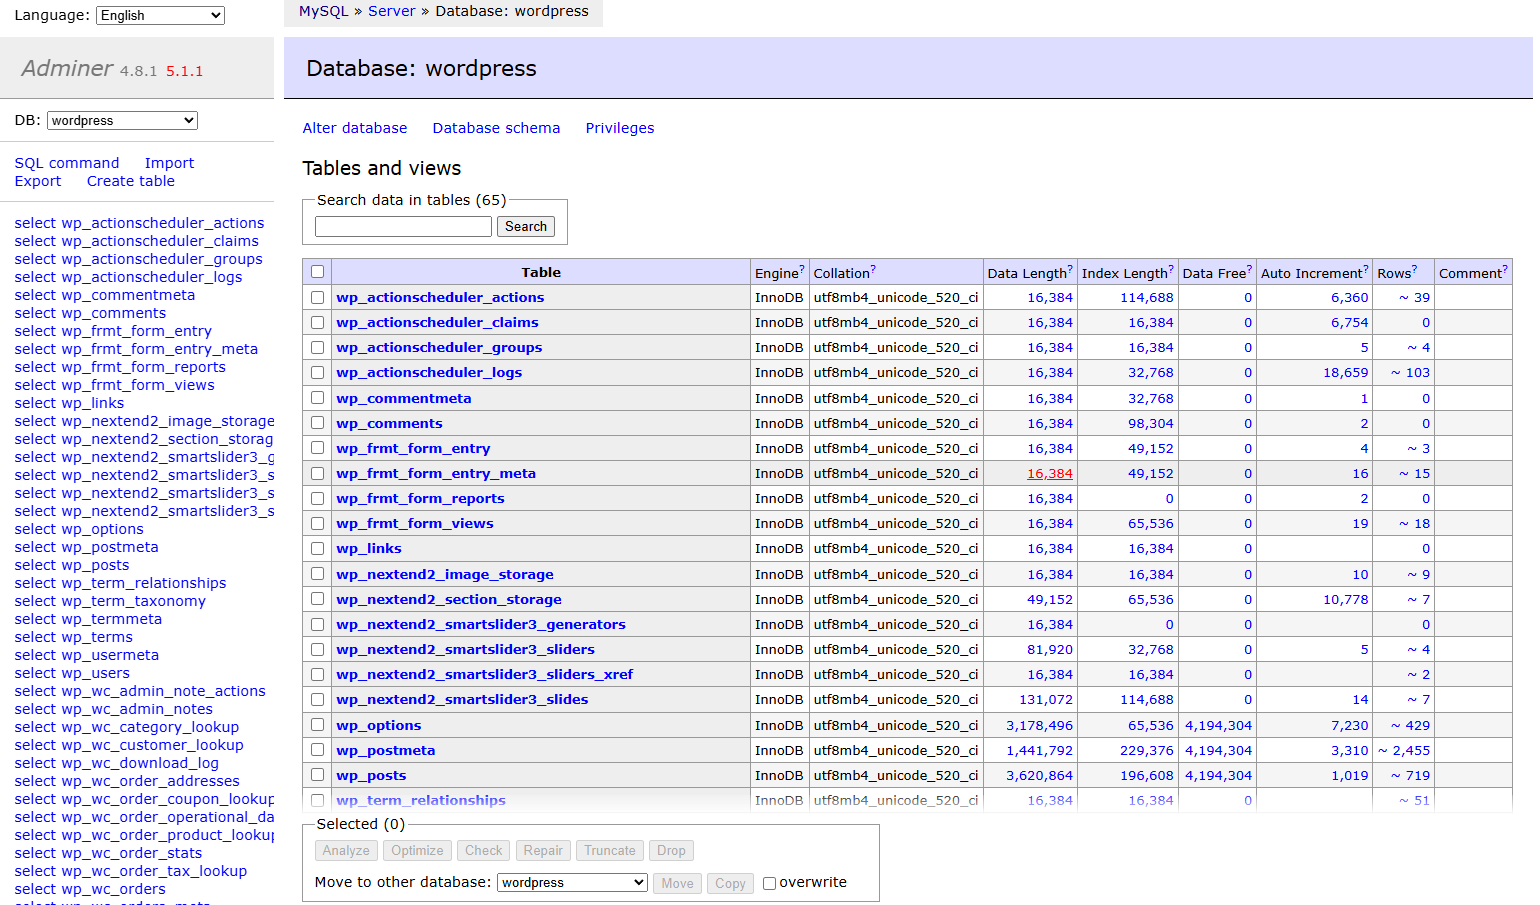 Language: English
MySQL » Server » Database: wordpress
Adminer 4.8.1 5.1.1
Database: wordpress
DB: wordpress
Alter database Database schema Privileges
SQL command Import
Export Create table
select wp_actionscheduler_actions
select wp_actionscheduler_claims
select wp_actionscheduler_groups
select wp_actionscheduler_logs
select wp_commentmeta
select wp_comments
select wp_frmt_form_entry
select wp_frmt_form_entry_meta
select wp_frmt_form_reports
select wp_frmt_form_views
select wp_links
select wp_nextend2_image_storage
select wp_nextend2_section_storag
select wp_nextend2_smartslider3_g
select wp_nextend2_smartslider3_s
select wp_nextend2_smartslider3_s
select wp_nextend2_smartslider3_s
select wp_options
select wp_postmeta
select wp_posts
select wp_term_relationships
select wp_term_taxonomy
select wp_termmeta
select wp_terms
select wp_usermeta
select wp_users
select wp_wc_admin_note_actions
select wp_wc_admin_notes
select wp_wc_category_lookup
select wp_wc_customer_lookup
select wp_wc_download_log
select wp_wc_order_addresses
select wp_wc_order_coupon_lookup
select wp_wc_order_operational_da
select wp_wc_order_product_lookup
select wp_wc_order_stats
select wp_wc_order_tax_lookup
select wp_wc_orders
Tables and views
Search data in tables (65)
Search
Table Engine? Collation? Data Length? Index Length? Data Free? Auto Increment? Rows? Comment?
wp_actionscheduler_actions InnoDB utf8mb4_unicode_520_ci 16,384 114,688 0 6,360 ~ 39
wp_actionscheduler_claims InnoDB utf8mb4_unicode_520_ci 16,384 16,384 0 6,754 0
wp_actionscheduler_groups InnoDB utf8mb4_unicode_520_ci 16,384 16,384 0 5 ~ 4
wp_actionscheduler_logs InnoDB utf8mb4_unicode_520_ci 16,384 32,768 0 18,659 ~ 103
wp_commentmeta InnoDB utf8mb4_unicode_520_ci 16,384 32,768 0 1 0
wp_comments InnoDB utf8mb4_unicode_520_ci 16,384 98,304 0 2 0
wp_frmt_form_entry InnoDB utf8mb4_unicode_520_ci 16,384 49,152 0 4 ~ 3
wp_frmt_form_entry_meta InnoDB utf8mb4_unicode_520_ci 16,384 49,152 0 16 ~ 15
wp_frmt_form_reports InnoDB utf8mb4_unicode_520_ci 16,384 0 0 2 0
wp_frmt_form_views InnoDB utf8mb4_unicode_520_ci 16,384 65,536 0 19 ~ 18
wp_links InnoDB utf8mb4_unicode_520_ci 16,384 16,384 0 0
wp_nextend2_image_storage InnoDB utf8mb4_unicode_520_ci 16,384 16,384 0 10 ~ 9
wp_nextend2_section_storage InnoDB utf8mb4_unicode_520_ci 49,152 65,536 0 10,778 ~ 7
wp_nextend2_smartslider3_generators InnoDB utf8mb4_unicode_520_ci 16,384 0 0 0
wp_nextend2_smartslider3_sliders InnoDB utf8mb4_unicode_520_ci 81,920 32,768 0 5 ~ 4
wp_nextend2_smartslider3_sliders_xref InnoDB utf8mb4_unicode_520_ci 16,384 16,384 0 ~ 2
wp_nextend2_smartslider3_slides InnoDB utf8mb4_unicode_520_ci 131,072 114,688 0 14 ~ 7
wp_options InnoDB utf8mb4_unicode_520_ci 3,178,496 65,536 4,194,304 7,230 ~ 429
wp_postmeta InnoDB utf8mb4_unicode_520_ci 1,441,792 229,376 4,194,304 3,310 ~ 2,455
wp_posts InnoDB utf8mb4_unicode_520_ci 3,620,864 196,608 4,194,304 1,019 ~ 719
wp_term_relationships InnoDB utf8mb4_unicode_520_ci 16,384 16,384 0 ~ 51
Selected (0)
Analyze Optimize Check Repair Truncate Drop
Move to other database: wordpress Move Copy overwrite